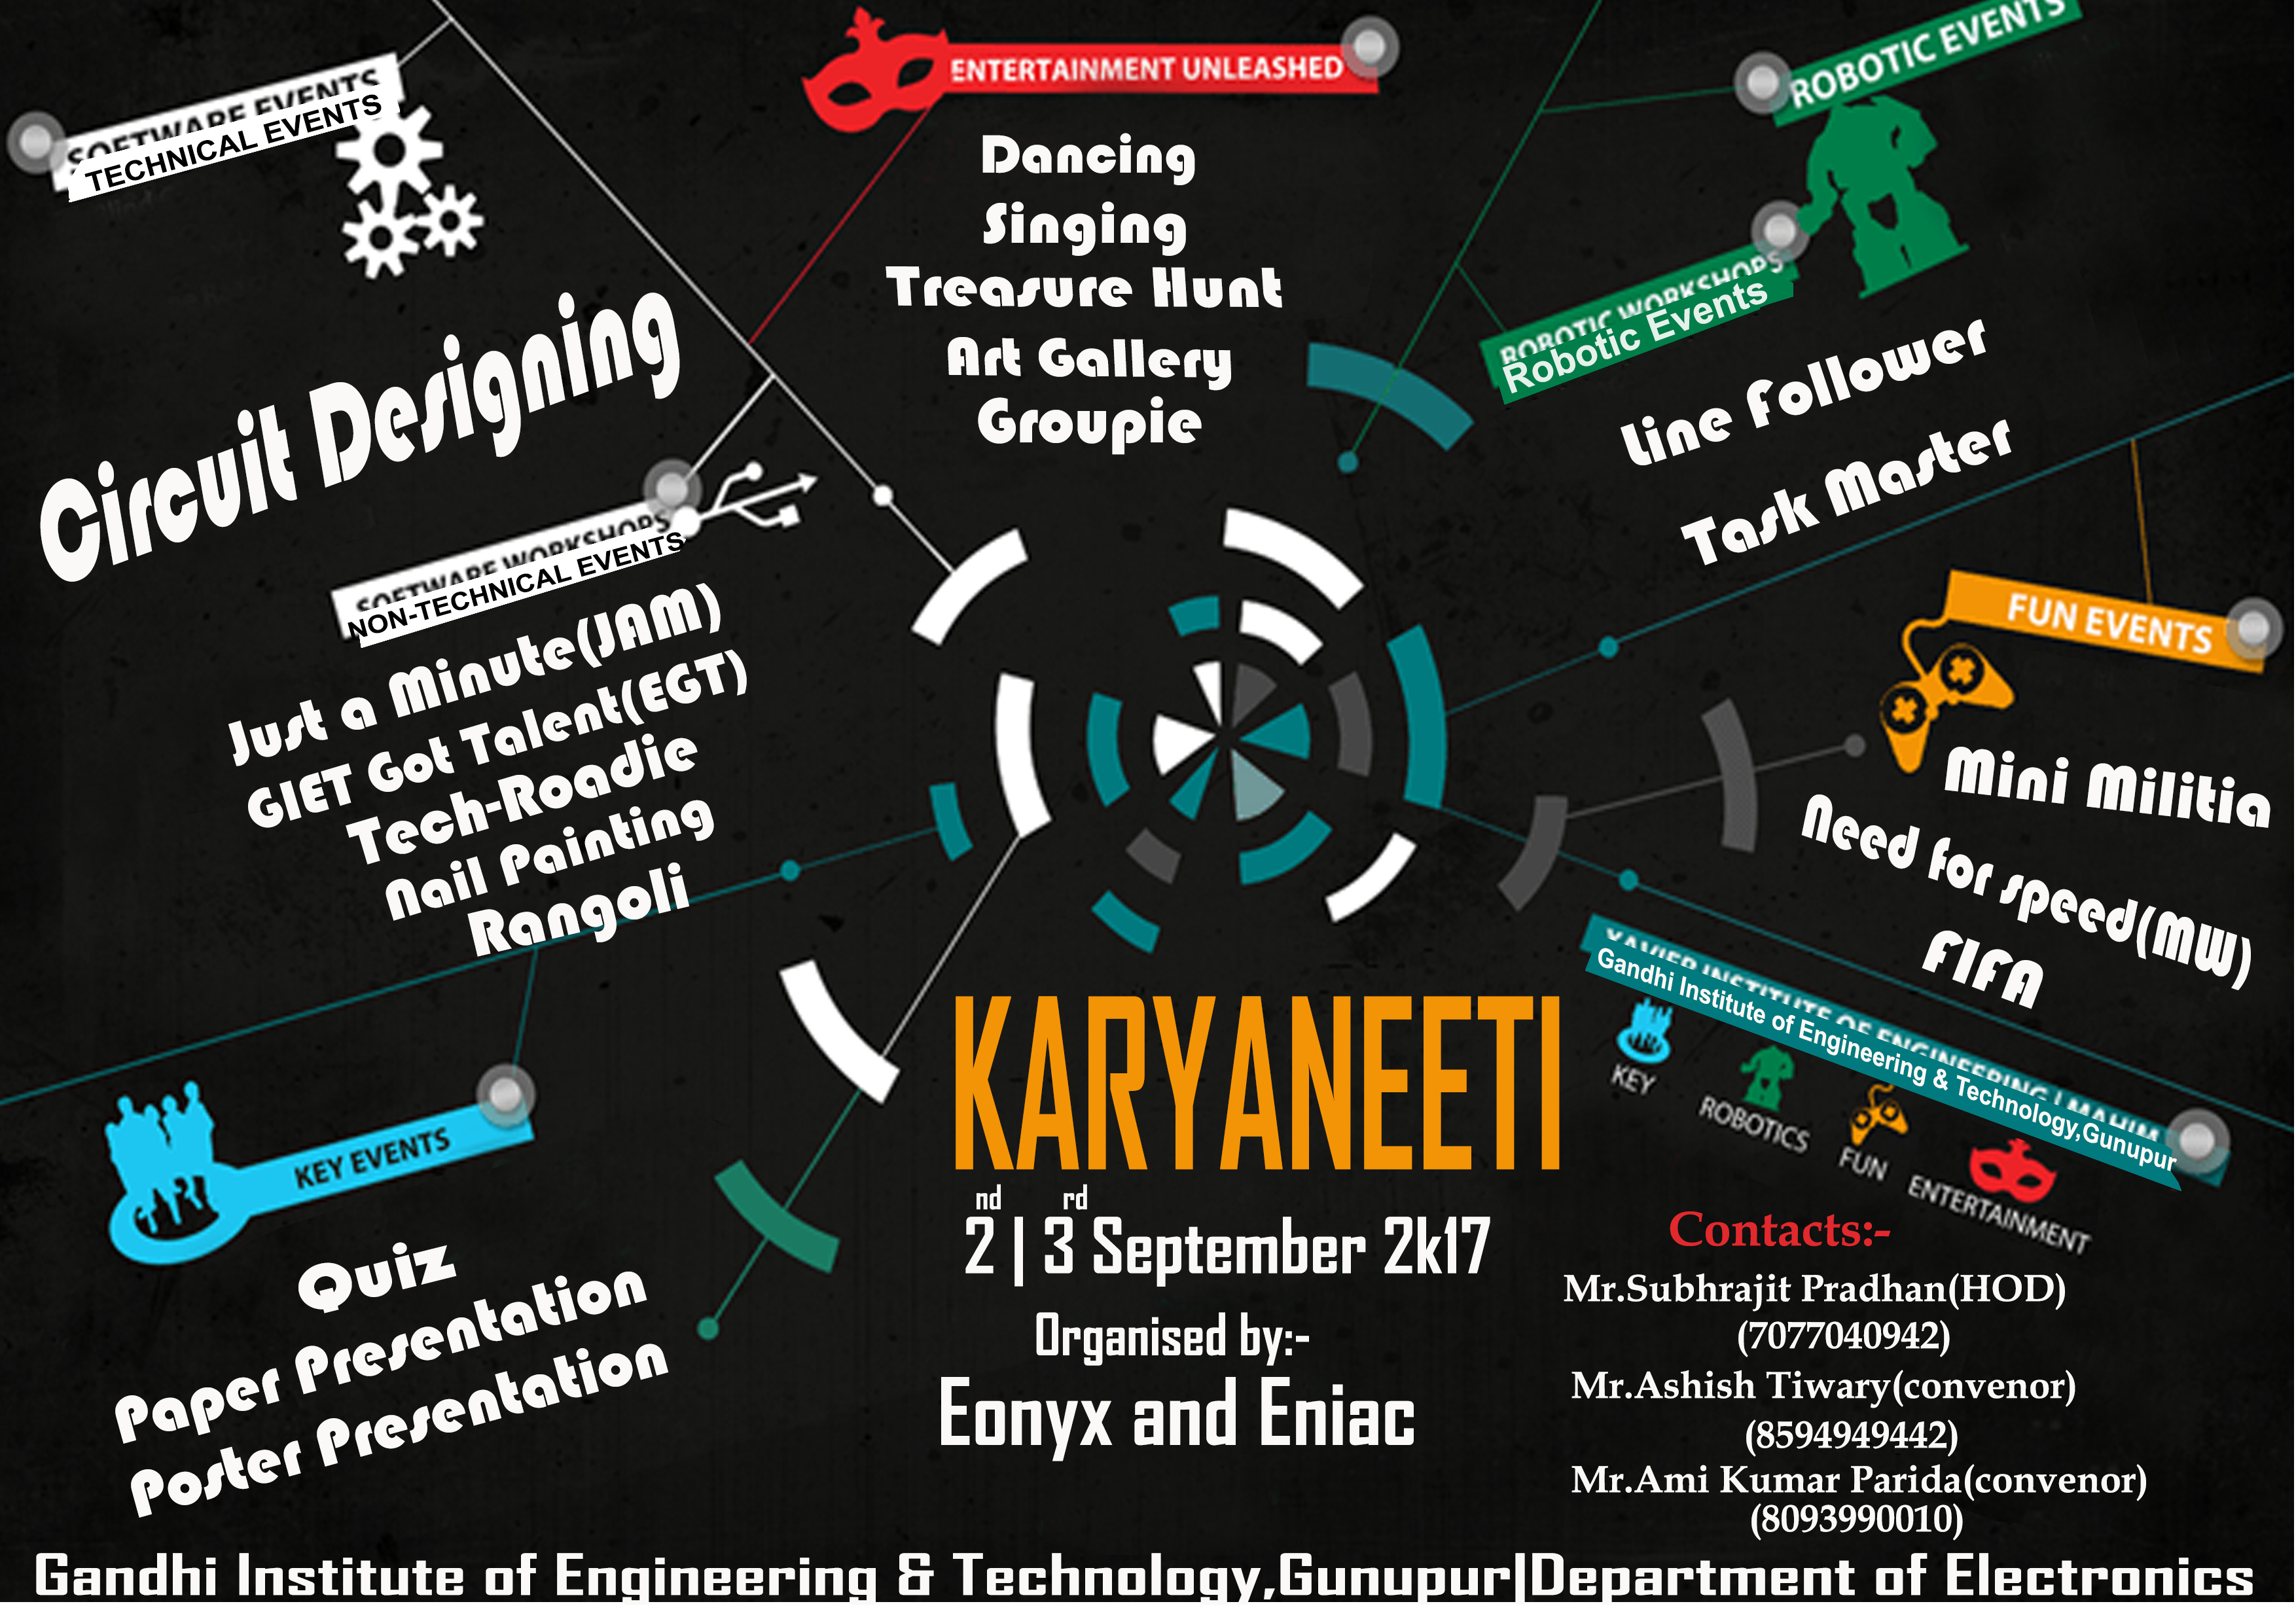 SOFTWARE EVENTS
TECHNICAL EVENTS
Circuit Designing
SOFTWARE WORKSHOPS
NON-TECHNICAL EVENTS
Just a Minute(JAM)
GIET Got Talent(EGT)
Tech-Roadie
Nail Painting
Rangoli
ENTERTAINMENT UNLEASHED
Dancing
Singing
Treasure Hunt
Art Gallery
Groupie
ROBOTIC EVENTS
ROBOTIC WORKSHOPS
Robotic Events
Line Follower
Task Master
FUN EVENTS
Mini Militia
Need for speed(MW)
FIFA
XAVIER INSTITUTE OF ENGINEERING | MAHIM
Gandhi Institute of Engineering & Technology,Gunupur
KEY
ROBOTICS
FUN
ENTERTAINMENT
KEY EVENTS
Quiz
Paper Presentation
Poster Presentation
KARYANEETI
2nd | 3rd September 2k17
Organised by:-
Eonyx and Eniac
Contacts:-
Mr.Subhrajit Pradhan(HOD)
(7077040942)
Mr.Ashish Tiwary(convenor)
(8594949442)
Mr.Ami Kumar Parida(convenor)
(8093990010)
Gandhi Institute of Engineering & Technology,Gunupur|Department of Electronics